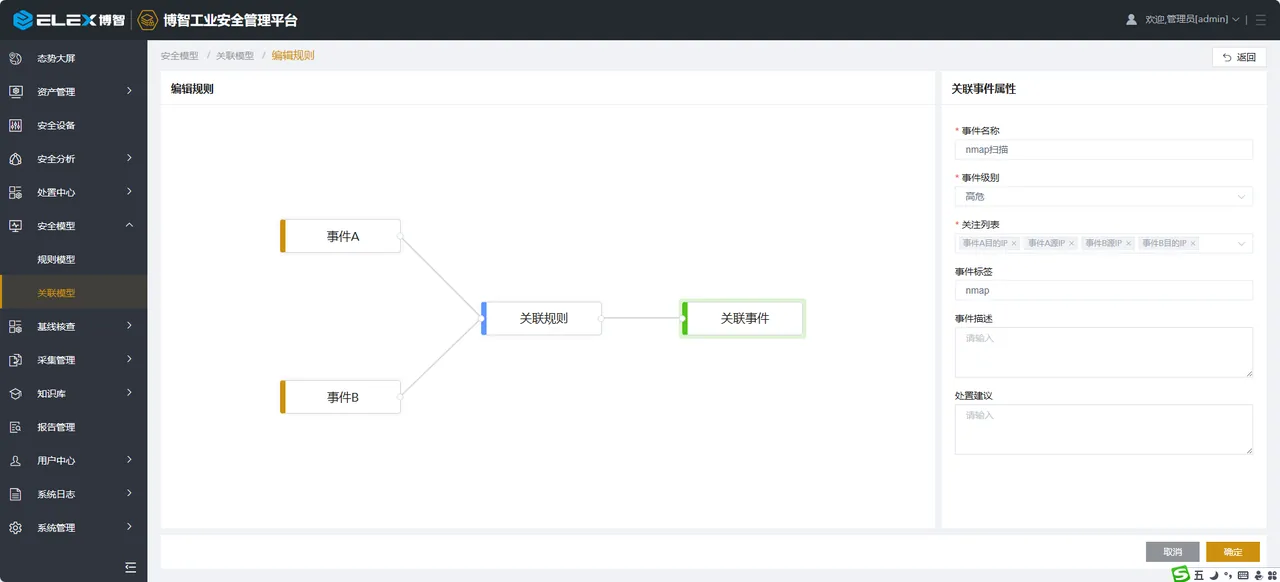 ELEX博智 博智工业安全管理平台 欢迎,管理员[admin]
态势大屏
资产管理
安全设备
安全分析
处置中心
安全模型
规则模型
关联模型
基线核查
采集管理
知识库
报告管理
用户中心
系统日志
系统管理
安全模型 / 关联模型 / 编辑规则
返回
编辑规则
事件A
事件B
关联规则
关联事件
关联事件属性
* 事件名称
nmap扫描
* 事件级别
高危
* 关注列表
事件A目的IP × 事件A源IP × 事件B源IP × 事件B目的IP ×
事件标签
nmap
事件描述
请输入
处置建议
请输入
取消 确定
五